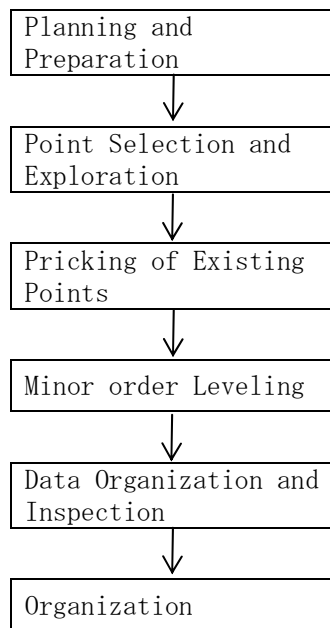 Planning and
Preparation
Point Selection and
Exploration
Pricking of Existing
Points
Minor order Leveling
Data Organization and
Inspection
Organization